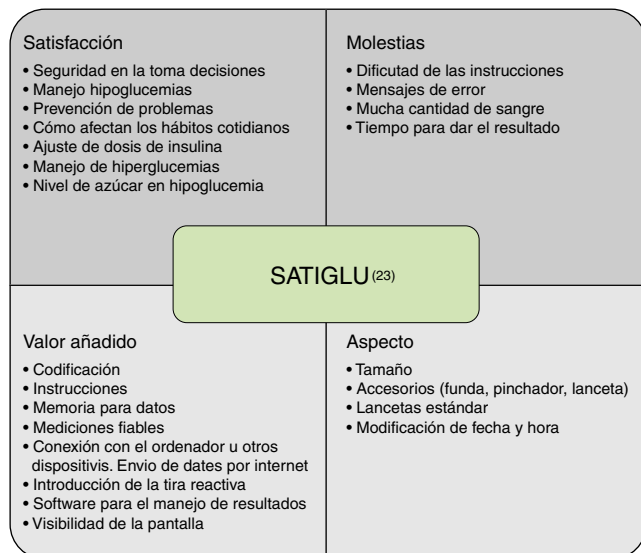 Satisfacción
• Seguridad en la toma decisiones
• Manejo hipoglucemias
• Prevención de problemas
• Cómo afectan los hábitos cotidianos
• Ajuste de dosis de insulina
• Manejo de hiperglucemias
• Nivel de azúcar en hipoglucemia
Molestias
• Dificutad de las instrucciones
• Mensajes de error
• Mucha cantidad de sangre
• Tiempo para dar el resultado
SATIGLU (23)
Valor añadido
• Codificación
• Instrucciones
• Memoria para datos
• Mediciones fiables
• Conexión con el ordenador u otros
dispositivis. Envio de dates por internet
• Introducción de la tira reactiva
• Software para el manejo de resultados
• Visibilidad de la pantalla
Aspecto
• Tamaño
• Accesorios (funda, pinchador, lanceta)
• Lancetas estándar
• Modificación de fecha y hora